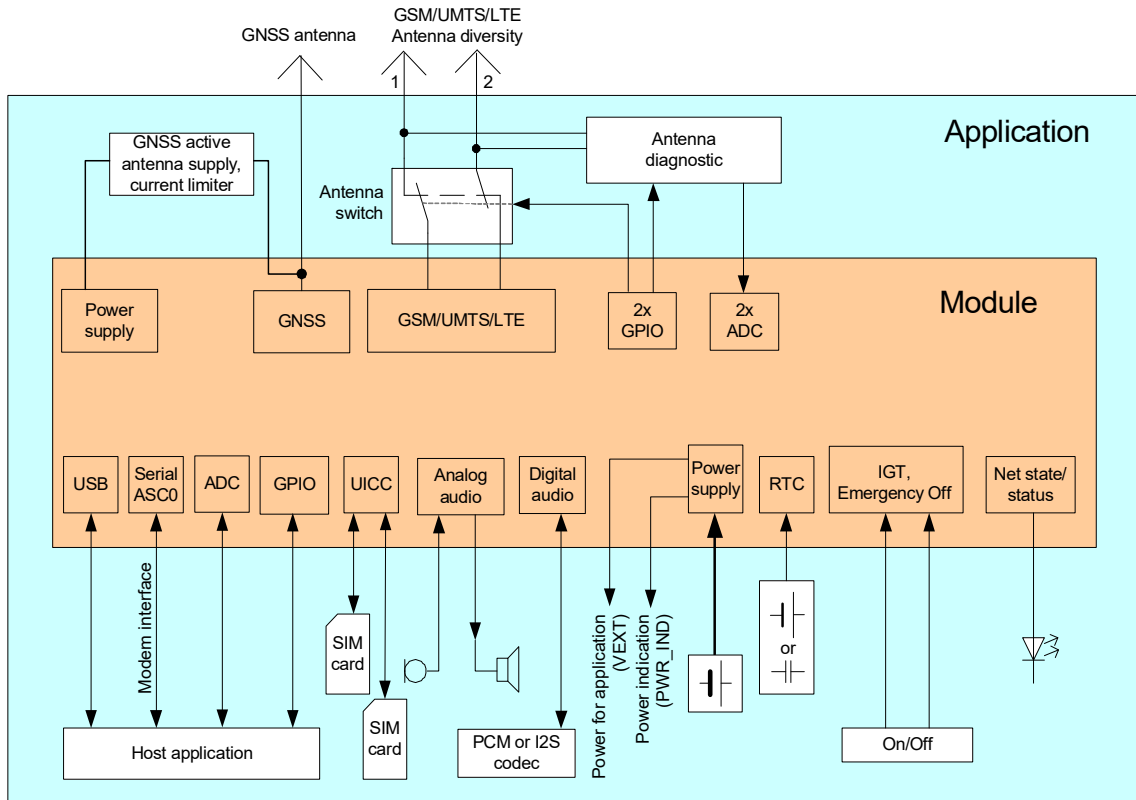 GNSS antenna
GSM/UMTS/LTE
Antenna diversity
1
2
Application
GNSS active
antenna supply,
current limiter
Antenna
diagnostic
Antenna
switch
Module
Power
supply
GNSS
GSM/UMTS/LTE
2x
GPIO
2x
ADC
USB
Serial
ASC0
ADC
GPIO
UICC
Analog
audio
Digital
audio
Power
supply
RTC
IGT,
Emergency Off
Net state/
status
Modem interface
SIM
card
SIM
card
Power for application
(VEXT)
Power indication
(PWR_IND)
or
Host application
PCM or I2S
codec
On/Off